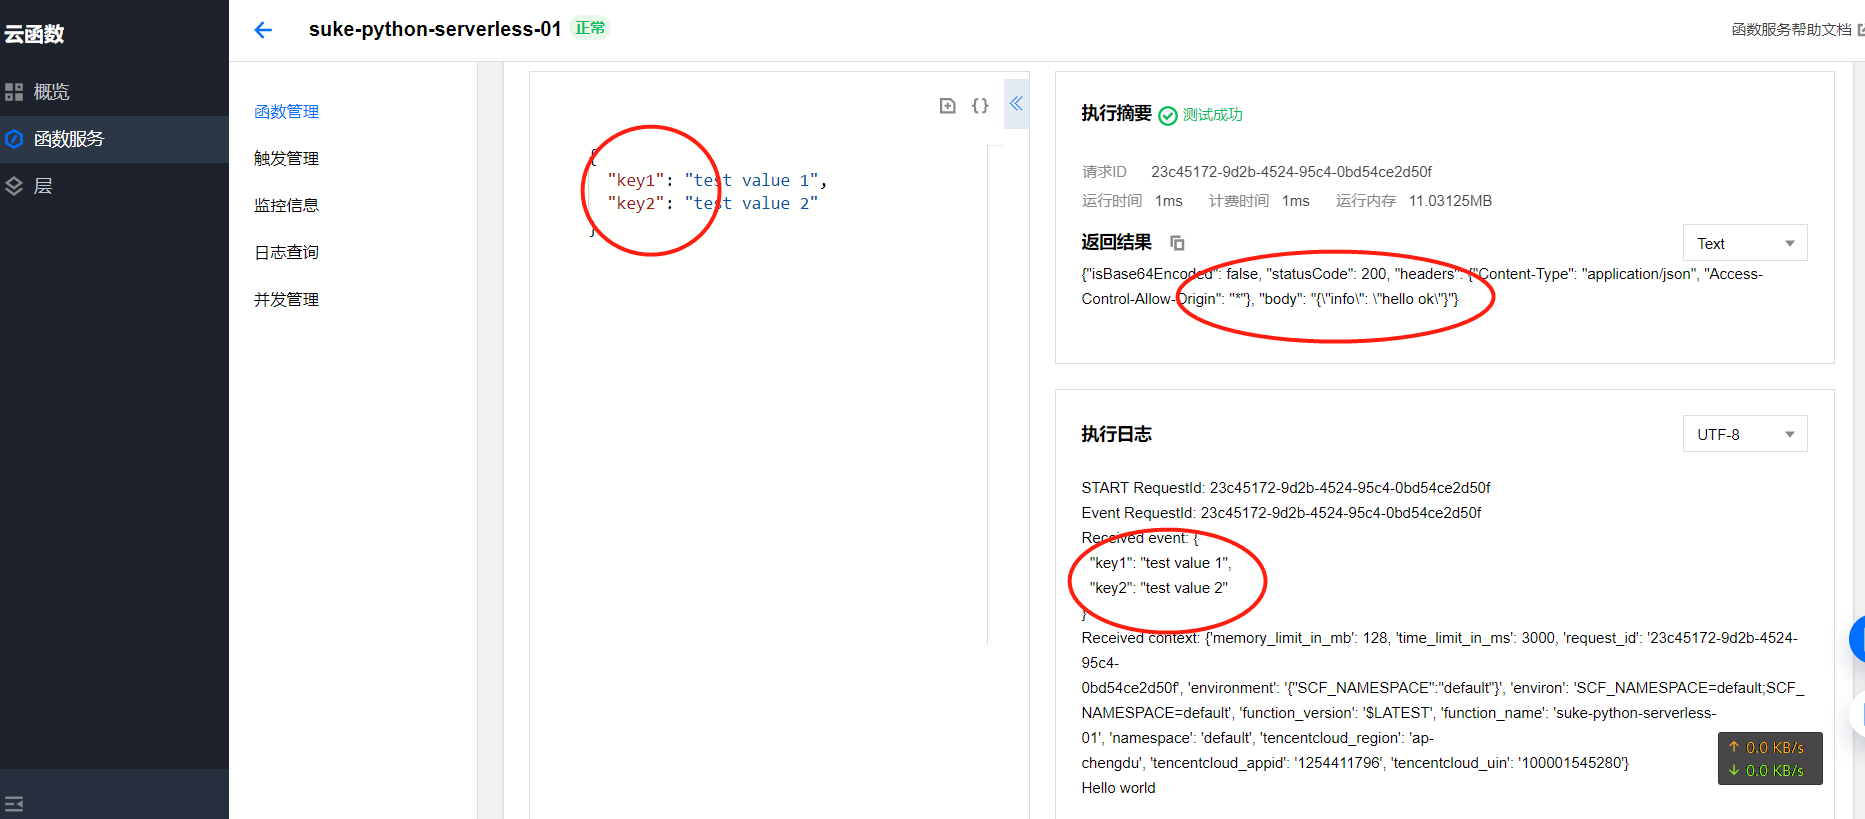 云函数
suke-python-serverless-01 正常
函数服务帮助文档
概览
函数服务
层
函数管理
触发管理
监控信息
日志查询
并发管理
{
"key1": "test value 1",
"key2": "test value 2"
}
执行摘要 测试成功
请求ID 23c45172-9d2b-4524-95c4-0bd54ce2d50f
运行时间 1ms 计费时间 1ms 运行内存 11.03125MB
返回结果
Text
{"isBase64Encoded": false, "statusCode": 200, "headers": {"Content-Type": "application/json", "Access-
Control-Allow-Origin": "*"}, "body": "{\"info\": \"hello ok\"}"}
执行日志
UTF-8
START RequestId: 23c45172-9d2b-4524-95c4-0bd54ce2d50f
Event RequestId: 23c45172-9d2b-4524-95c4-0bd54ce2d50f
Received event: {
"key1": "test value 1",
"key2": "test value 2"
}
Received context: {'memory_limit_in_mb': 128, 'time_limit_in_ms': 3000, 'request_id': '23c45172-9d2b-4524-
95c4-
0bd54ce2d50f', 'environment': '{"SCF_NAMESPACE":"default"}', 'environ': 'SCF_NAMESPACE=default;SCF_
NAMESPACE=default', 'function_version': '$LATEST', 'function_name': 'suke-python-serverless-
01', 'namespace': 'default', 'tencentcloud_region': 'ap-
chengdu', 'tencentcloud_appid': '1254411796', 'tencentcloud_uin': '100001545280'}
Hello world
↑ 0.0 KB/s
↓ 0.0 KB/s